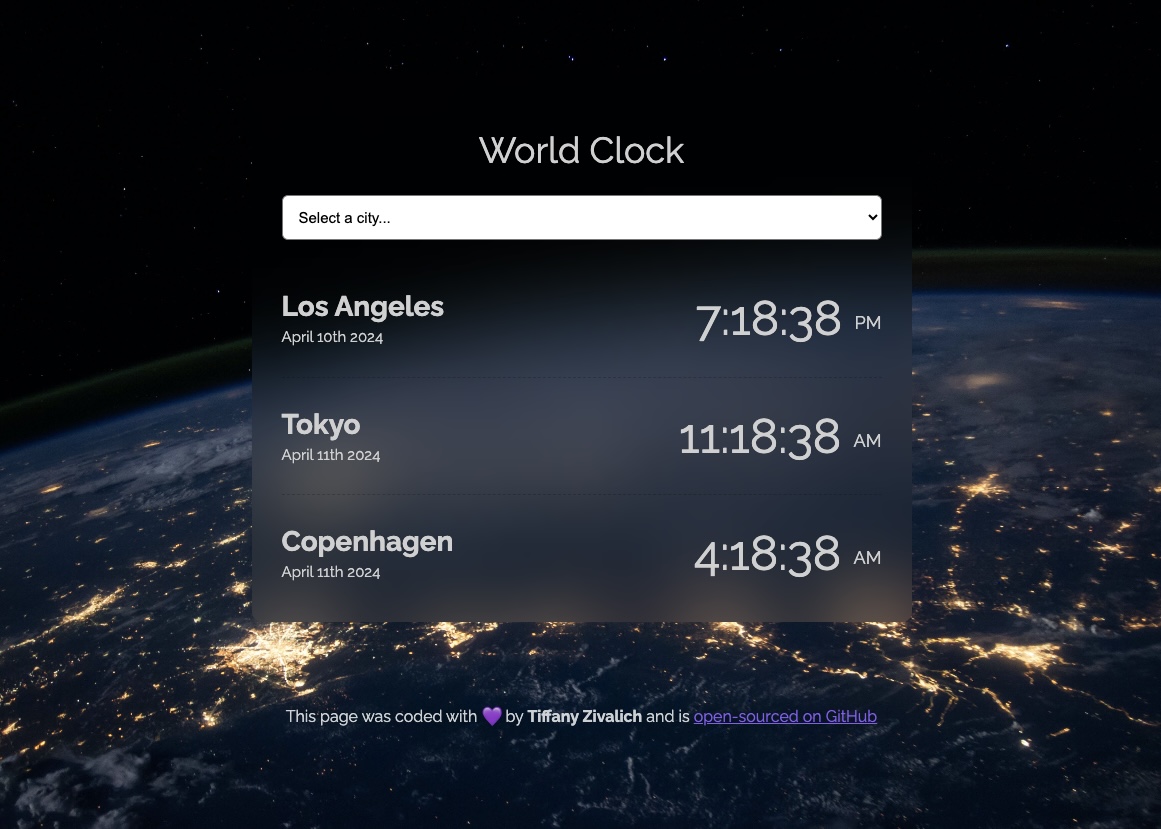 World Clock
Select a city...
Los Angeles
April 10th 2024
7:18:38 PM
Tokyo
April 11th 2024
11:18:38 AM
Copenhagen
April 11th 2024
4:18:38 AM
This page was coded with 💜 by Tiffany Zivalich and is open-sourced on GitHub